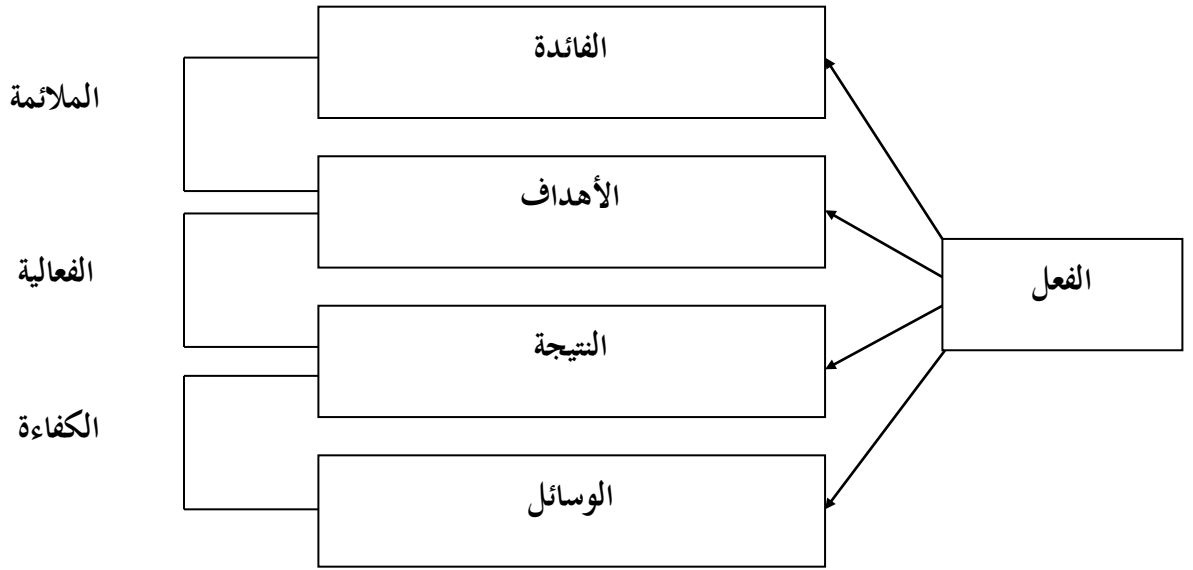 الفائدة
الملائمة
الأهداف
الفعل
الفعالية
النتيجة
الكفاءة
الوسائل